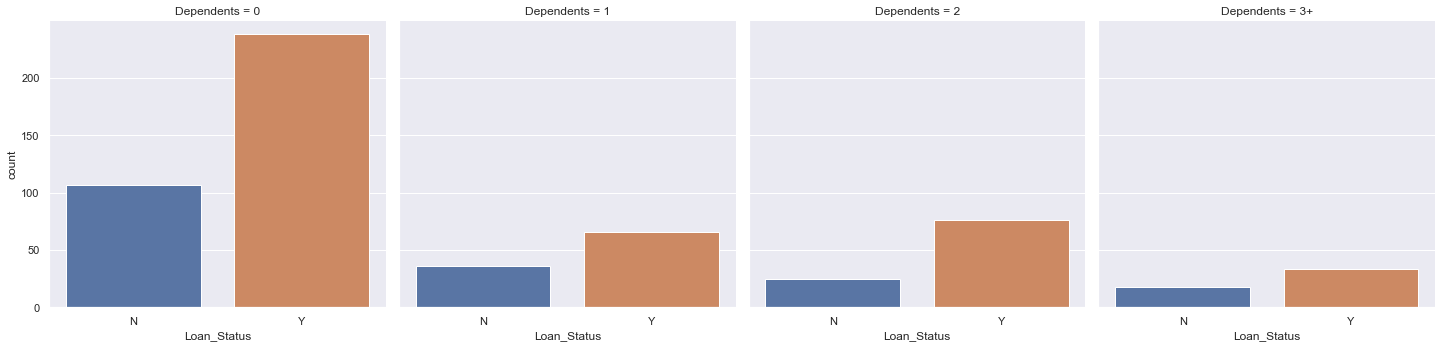 Dependents = 0
Dependents = 1
Dependents = 2
Dependents = 3+
count
200
150
100
50
0
N Y
N Y
N Y
N Y
Loan_Status
Loan_Status
Loan_Status
Loan_Status